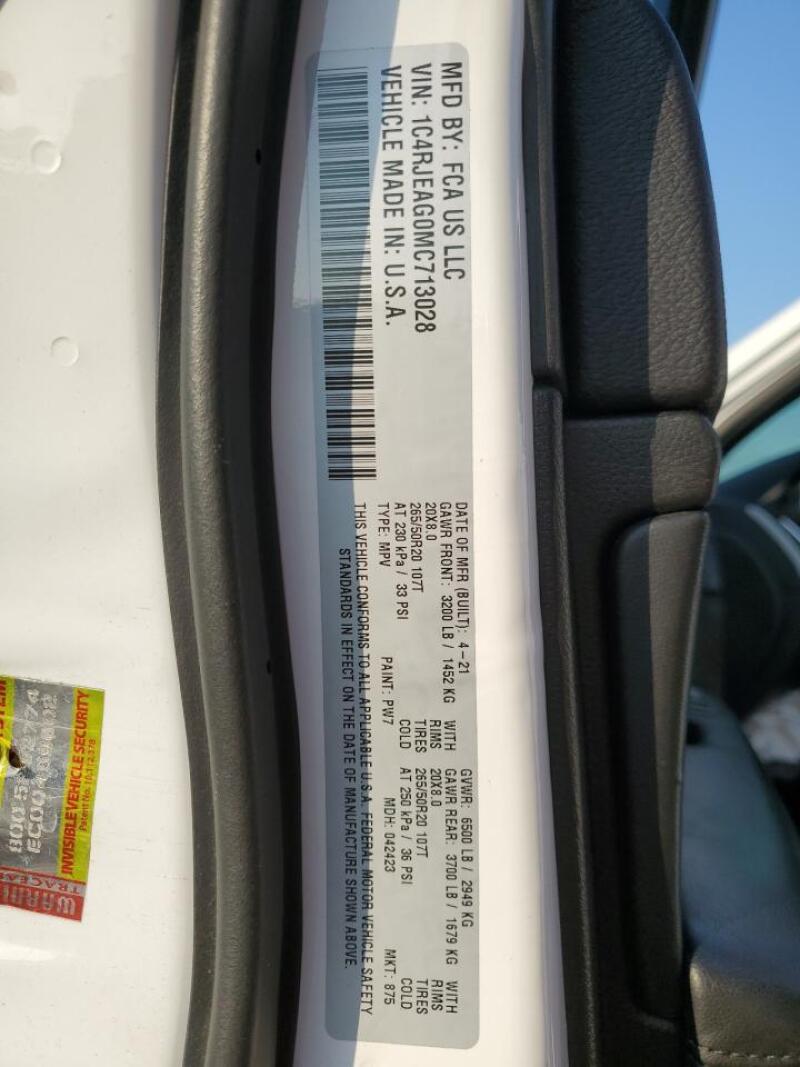 MFD BY: FCA US LLC
VIN: 1C4RJEAG0MC713028
VEHICLE MADE IN: U.S.A.
DATE OF MFR (BUILT): 4-21 GVWR: 6500 LB / 2949 KG
GAWR FRONT: 3200 LB / 1452 KG WITH GAWR REAR: 3700 LB / 1679 KG WITH
20X8.0 RIMS 20X8.0 RIMS
265/50R20 107T TIRES 265/50R20 107T TIRES
AT 230 kPa / 33 PSI COLD AT 250 kPa / 36 PSI COLD
TYPE: MPV PAINT: PW7 MDH: 042423 MKT: 875
THIS VEHICLE CONFORMS TO ALL APPLICABLE U.S.A. FEDERAL MOTOR VEHICLE SAFETY
STANDARDS IN EFFECT ON THE DATE OF MANUFACTURE SHOWN ABOVE.
INVISIBLE VEHICLE SECURITY